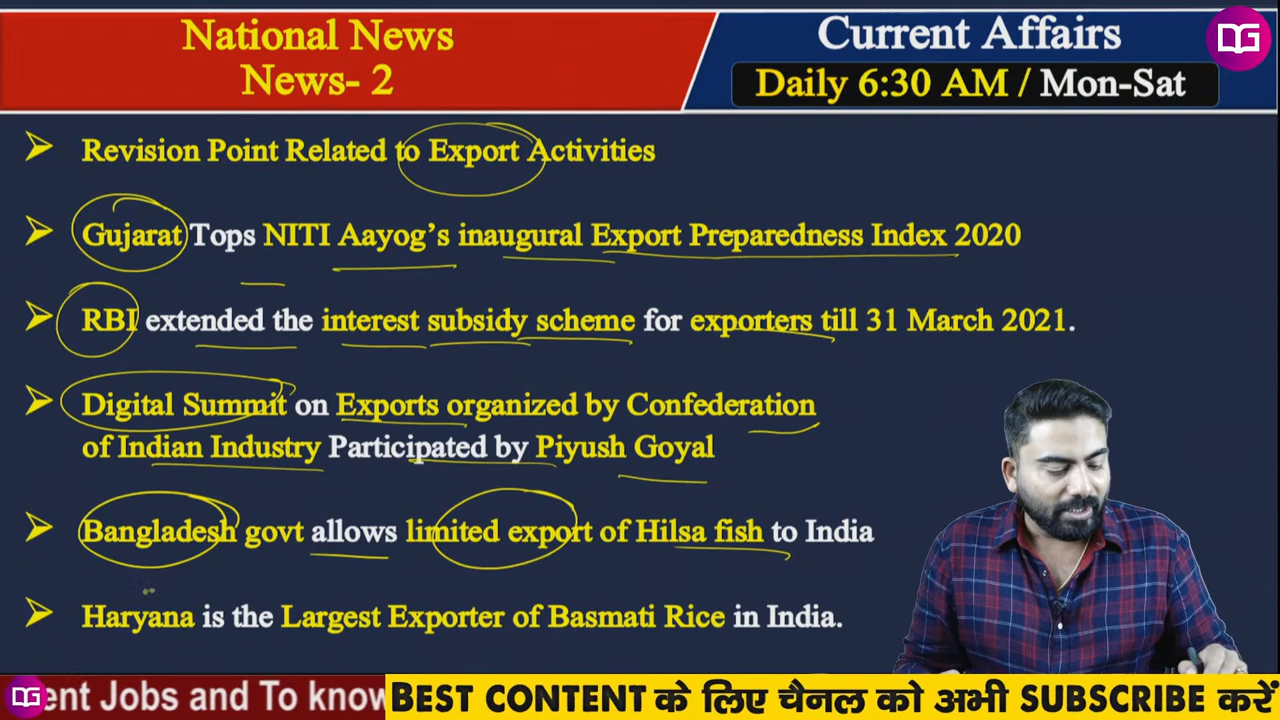 National News
News- 2
Current Affairs
Daily 6:30 AM / Mon-Sat
DG
Revision Point Related to Export Activities
Gujarat Tops NITI Aayog's inaugural Export Preparedness Index 2020
RBI extended the interest subsidy scheme for exporters till 31 March 2021.
Digital Summit on Exports organized by Confederation
of Indian Industry Participated by Piyush Goyal
Bangladesh govt allows limited export of Hilsa fish to India
Haryana is the Largest Exporter of Basmati Rice in India.
DG ent Jobs and To know
BEST CONTENT के लिए चैनल को अभी SUBSCRIBE करें